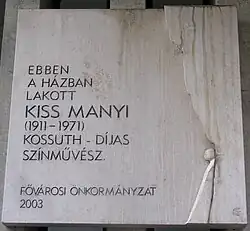 EBBEN
A HÁZBAN
LAKOTT
KISS MANYI
(1911-1971)
KOSSUTH - DÍJAS
SZÍNMŰVÉSZ.
FŐVÁROSI ÖNKORMÁNYZAT
2003